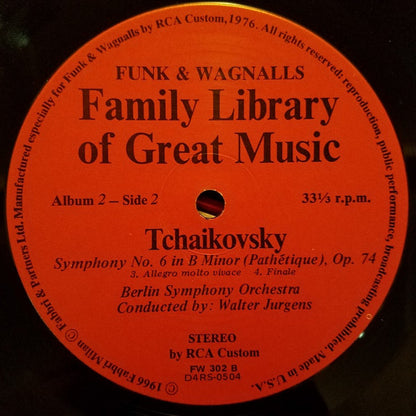 © 1966 Fabbri Milan © Fabbri & Partners Ltd. Manufactured especially for Funk & Wagnalls by RCA Custom, 1976. All rights reserved: reproduction, public performance, broadcasting prohibited. Made in U.S.A.
FUNK & WAGNALLS
Family Library
of Great Music
Album 2 – Side 2
33⅓ r.p.m.
Tchaikovsky
Symphony No. 6 in B Minor (Pathétique), Op. 74
3. Allegro molto vivace 4. Finale
Berlin Symphony Orchestra
Conducted by: Walter Jurgens
STEREO
by RCA Custom
FW 302 B
D4RS-0504